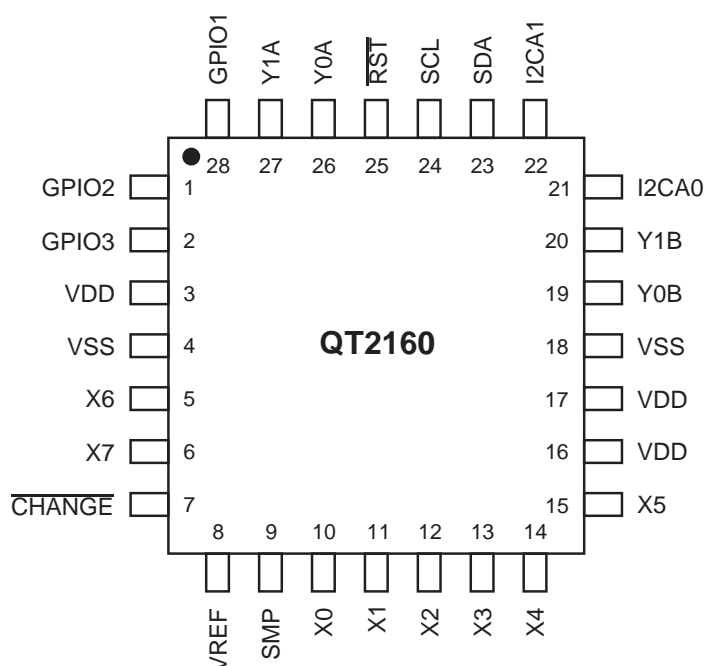 GPIO1 Y1A Y0A RST SCL SDA I2CA1
28 27 26 25 24 23 22
GPIO2 1 21 I2CA0
GPIO3 2 20 Y1B
VDD 3 19 Y0B
VSS 4 QT2160 18 VSS
X6 5 17 VDD
X7 6 16 VDD
CHANGE 7 15 X5
8 9 10 11 12 13 14
VREF SMP X0 X1 X2 X3 X4